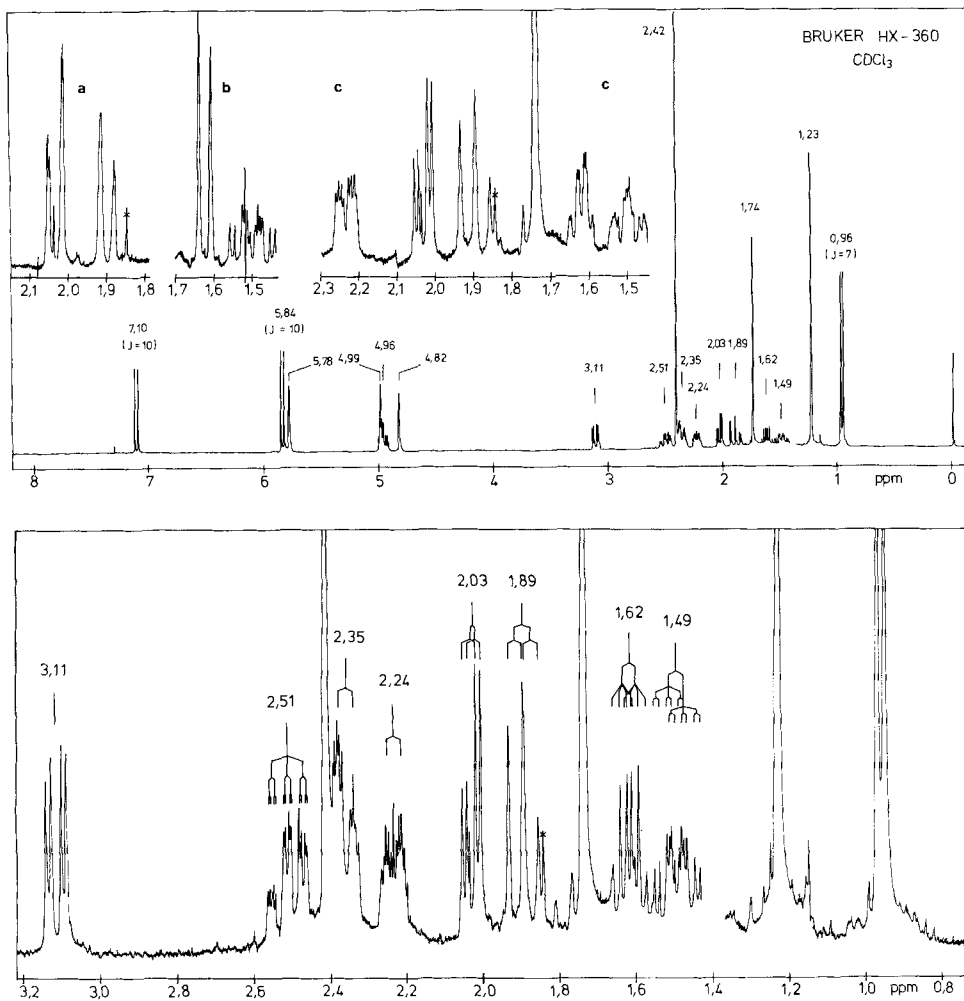 2,42
BRUKER HX-360
CDCl3
a
b
c
c
1,23
1,74
0,96
(J=7)
2,1 2,0 1,9 1,8
1,7 1,6 1,5
2,3 2,2 2,1 2,0 1,9 1,8 1,7 1,6 1,5
7,10
(J=10)
5,84
(J=10)
5,78
4,99
4,96
4,82
3,11
2,51
2,35
2,24
2,03
1,89
1,62
1,49
8 7 6 5 4 3 2 1 ppm 0
3,11
2,51
2,35
2,24
2,03
1,89
1,62
1,49
3,2 3,0 2,8 2,6 2,4 2,2 2,0 1,8 1,6 1,4 1,2 1,0 ppm 0,8